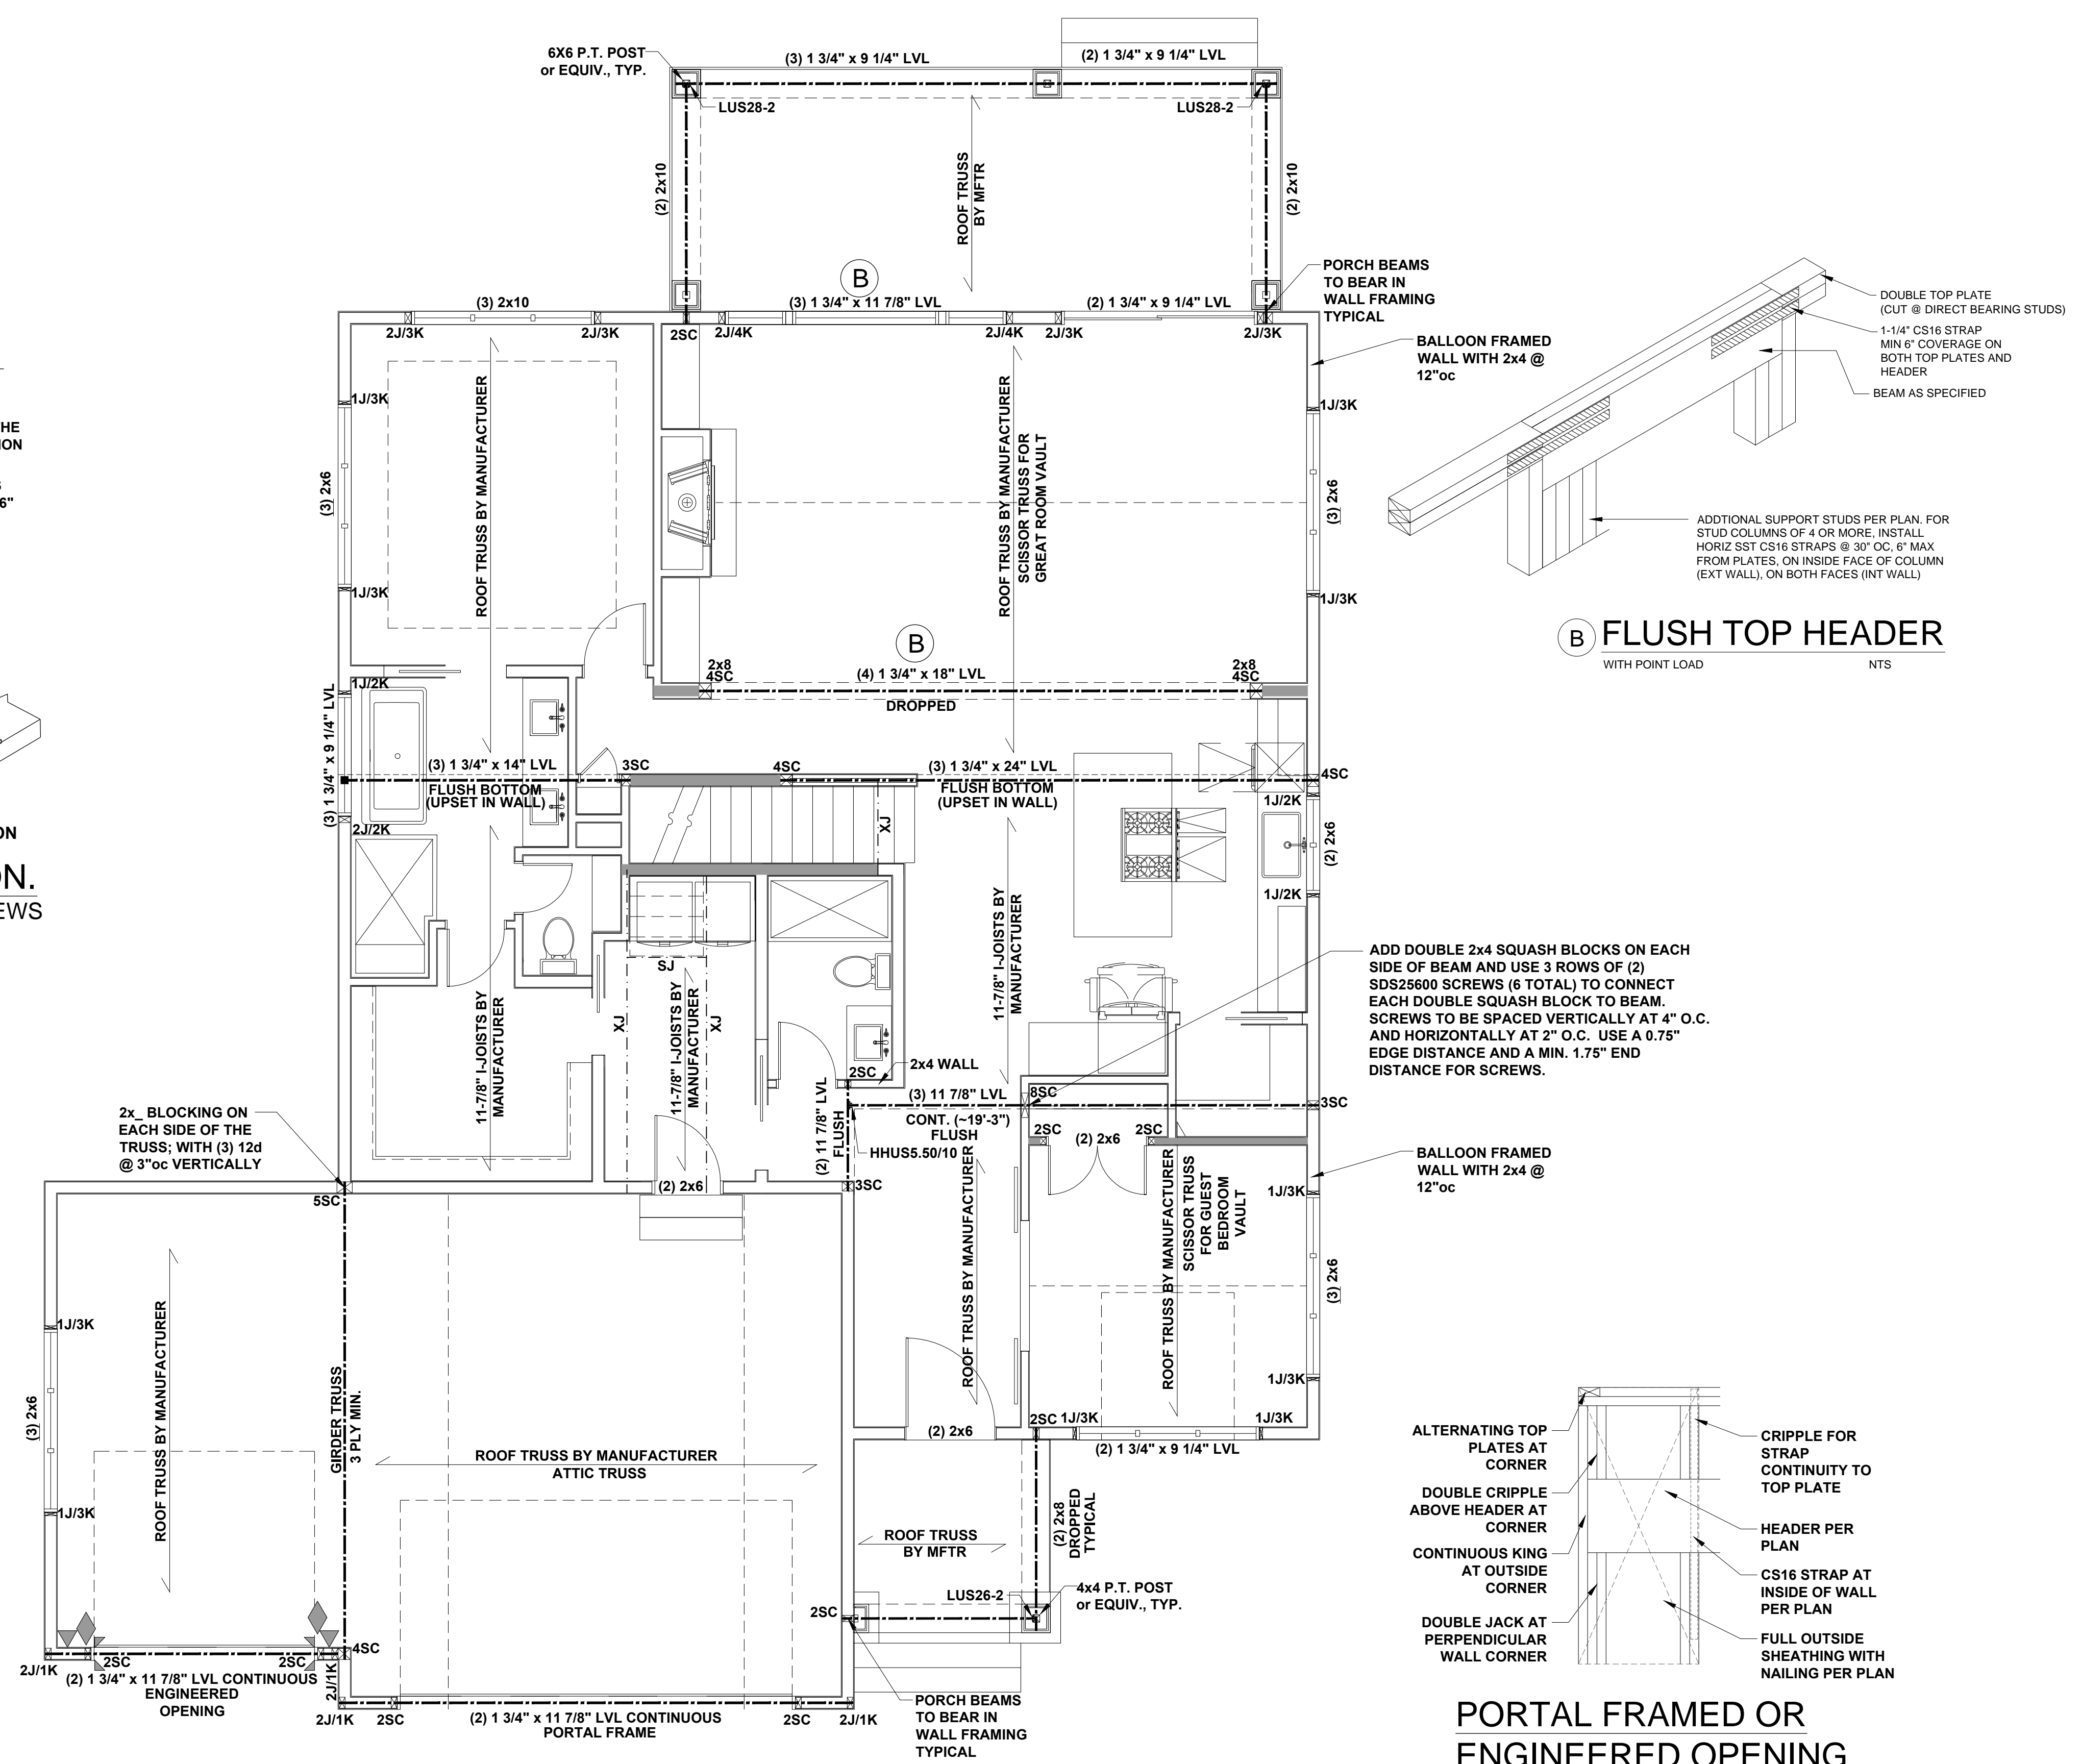 6X6 P.T. POST
or EQUIV., TYP.
(3) 1 3/4" x 9 1/4" LVL
(2) 1 3/4" x 9 1/4" LVL
LUS28-2
LUS28-2
(2) 2x10
ROOF TRUSS
BY MFTR
(2) 2x10
B
PORCH BEAMS
TO BEAR IN
WALL FRAMING
TYPICAL
(3) 2x10
(3) 1 3/4" x 11 7/8" LVL
(2) 1 3/4" x 9 1/4" LVL
2J/3K
2J/3K
2SC
2J/4K
2J/4K
2J/3K
2J/3K
BALLOON FRAMED
WALL WITH 2x4 @
12"oc
DOUBLE TOP PLATE
(CUT @ DIRECT BEARING STUDS)
1-1/4" CS16 STRAP
MIN 6" COVERAGE ON
BOTH TOP PLATES AND
HEADER
BEAM AS SPECIFIED
ADDTIONAL SUPPORT STUDS PER PLAN. FOR
STUD COLUMNS OF 4 OR MORE, INSTALL
HORIZ SST CS16 STRAPS @ 30" OC, 6" MAX
FROM PLATES, ON INSIDE FACE OF COLUMN
(EXT WALL), ON BOTH FACES (INT WALL)
B FLUSH TOP HEADER
WITH POINT LOAD
NTS
HE
ION
6"
1J/3K
(3) 2x6
1J/3K
ROOF TRUSS BY MANUFACTURER
ROOF TRUSS BY MANUFACTURER
SCISSOR TRUSS FOR
GREAT ROOM VAULT
1J/3K
(3) 2x6
1J/3K
B
2x8
4SC
(4) 1 3/4" x 18" LVL
2x8
4SC
DROPPED
1J/2K
(3) 1 3/4" x 9 1/4" LVL
(3) 1 3/4" x 14" LVL
3SC
4SC
(3) 1 3/4" x 24" LVL
4SC
FLUSH BOTTOM
(UPSET IN WALL)
FLUSH BOTTOM
(UPSET IN WALL)
2J/2K
XJ
1J/2K
(2) 2x6
1J/2K
ON
ON.
EWS
11-7/8" I-JOISTS BY
MANUFACTURER
SJ
XJ
11-7/8" I-JOISTS BY
MANUFACTURER
XJ
11-7/8" I-JOISTS BY
MANUFACTURER
ADD DOUBLE 2x4 SQUASH BLOCKS ON EACH
SIDE OF BEAM AND USE 3 ROWS OF (2)
SDS25600 SCREWS (6 TOTAL) TO CONNECT
EACH DOUBLE SQUASH BLOCK TO BEAM.
SCREWS TO BE SPACED VERTICALLY AT 4" O.C.
AND HORIZONTALLY AT 2" O.C. USE A 0.75"
EDGE DISTANCE AND A MIN. 1.75" END
DISTANCE FOR SCREWS.
2SC
2x4 WALL
(3) 11 7/8" LVL
8SC
3SC
CONT. (~19'-3")
FLUSH
(2) 11 7/8" LVL
FLUSH
HHUS5.50/10
2SC
(2) 2x6
2SC
2x_ BLOCKING ON
EACH SIDE OF THE
TRUSS; WITH (3) 12d
@ 3"oc VERTICALLY
5SC
(2) 2x6
3SC
BALLOON FRAMED
WALL WITH 2x4 @
12"oc
1J/3K
ROOF TRUSS BY MANUFACTURER
ROOF TRUSS BY MANUFACTURER
SCISSOR TRUSS
FOR GUEST
BEDROOM
VAULT
(3) 2x6
1J/3K
1J/3K
(3) 2x6
1J/3K
ROOF TRUSS BY MANUFACTURER
GIRDER TRUSS
3 PLY MIN.
ROOF TRUSS BY MANUFACTURER
ATTIC TRUSS
(2) 2x6
2SC
1J/3K
1J/3K
(2) 1 3/4" x 9 1/4" LVL
(2) 2x8
DROPPED
TYPICAL
ROOF TRUSS
BY MFTR
LUS26-2
4x4 P.T. POST
or EQUIV., TYP.
2SC
4SC
2J/1K
2SC
2SC
2J/1K
(2) 1 3/4" x 11 7/8" LVL CONTINUOUS
ENGINEERED
OPENING
2J/1K
2SC
(2) 1 3/4" x 11 7/8" LVL CONTINUOUS
PORTAL FRAME
2SC
2J/1K
PORCH BEAMS
TO BEAR IN
WALL FRAMING
TYPICAL
ALTERNATING TOP
PLATES AT
CORNER
DOUBLE CRIPPLE
ABOVE HEADER AT
CORNER
CONTINUOUS KING
AT OUTSIDE
CORNER
DOUBLE JACK AT
PERPENDICULAR
WALL CORNER
CRIPPLE FOR
STRAP
CONTINUITY TO
TOP PLATE
HEADER PER
PLAN
CS16 STRAP AT
INSIDE OF WALL
PER PLAN
FULL OUTSIDE
SHEATHING WITH
NAILING PER PLAN
PORTAL FRAMED OR
ENGINEERED OPENING